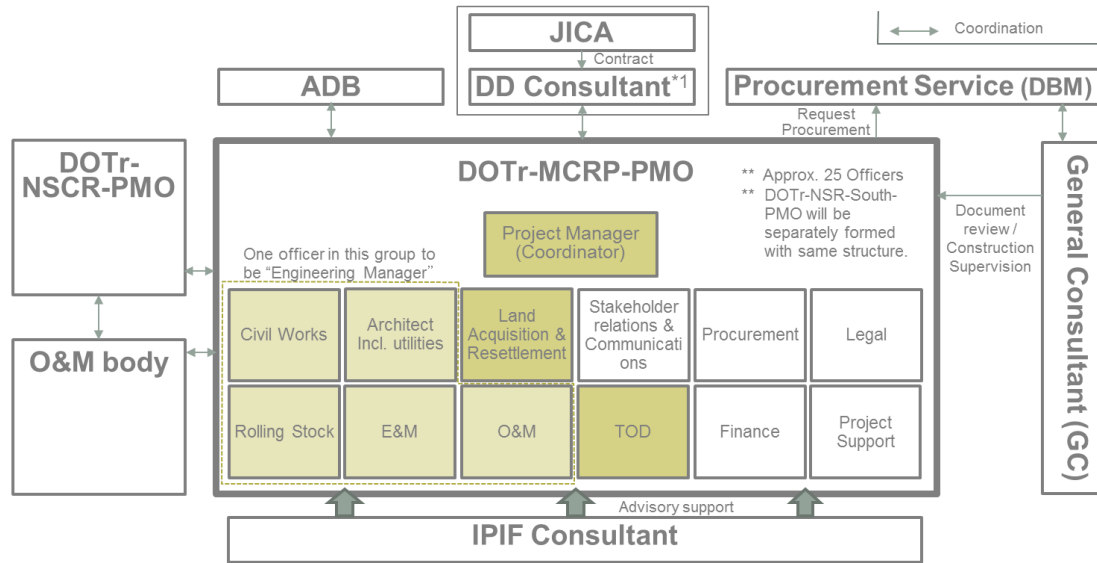 JICA
Contract
DD Consultant*1
Coordination
ADB
Procurement Service (DBM)
Request
Procurement
DOTr-
NSCR-PMO
O&M body
DOTr-MCRP-PMO
** Approx. 25 Officers
** DOTr-NSR-South-
PMO will be
separately formed
with same structure.
Project Manager
(Coordinator)
One officer in this group to
be “Engineering Manager”
Civil Works
Architect
Incl. utilities
Land
Acquisition &
Resettlement
Stakeholder
relations &
Communicati
ons
Procurement
Legal
Rolling Stock
E&M
O&M
TOD
Finance
Project
Support
Document
review /
Construction
Supervision
General Consultant (GC)
Advisory support
IPIF Consultant